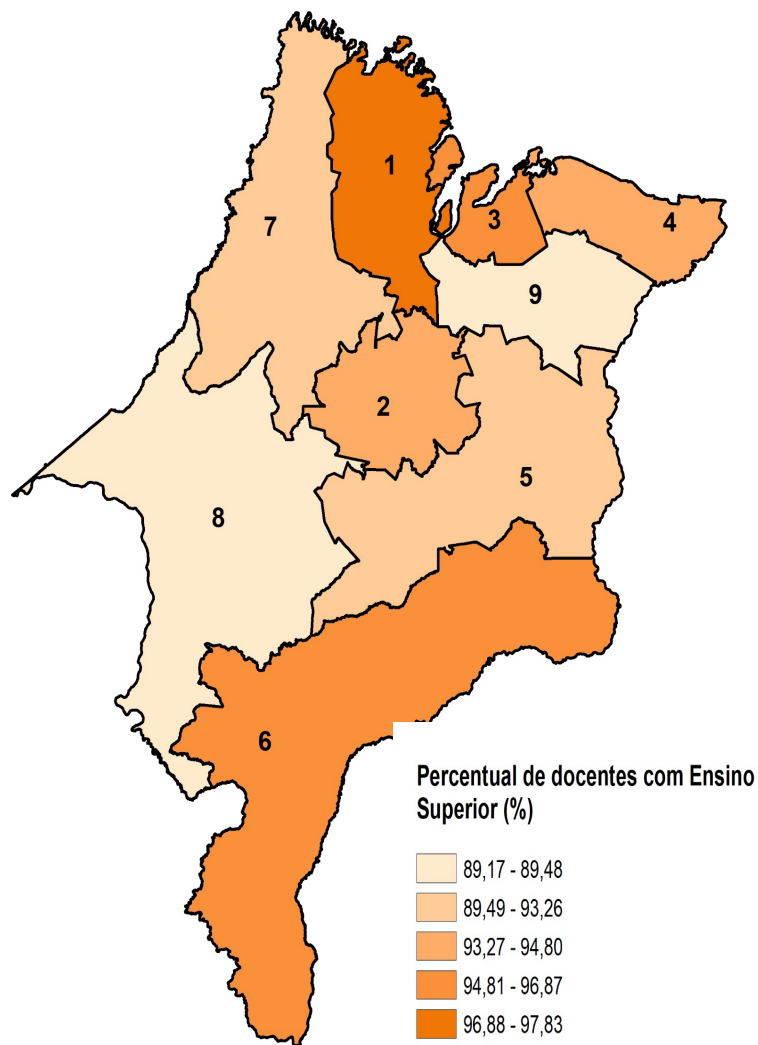 1
7
3
4
9
2
5
8
6
Percentual de docentes com Ensino
Superior (%)
89,17 - 89,48
89,49 - 93,26
93,27 - 94,80
94,81 - 96,87
96,88 - 97,83